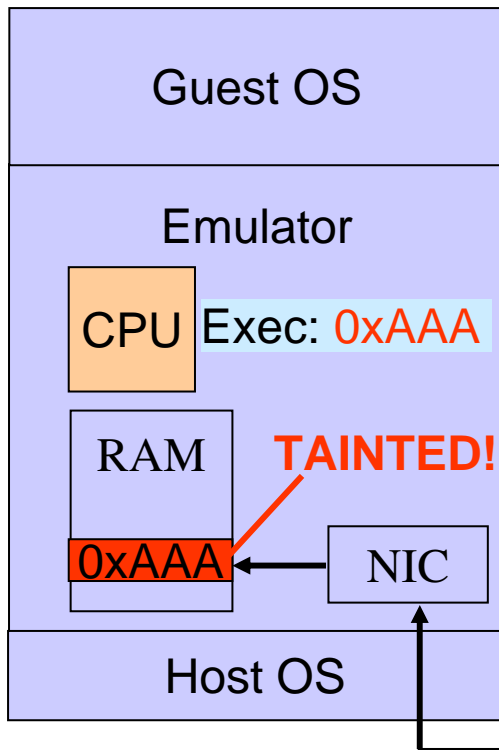 Guest OS
Emulator
CPU Exec: 0xAAA
RAM TAINTED!
0xAAA NIC
Host OS